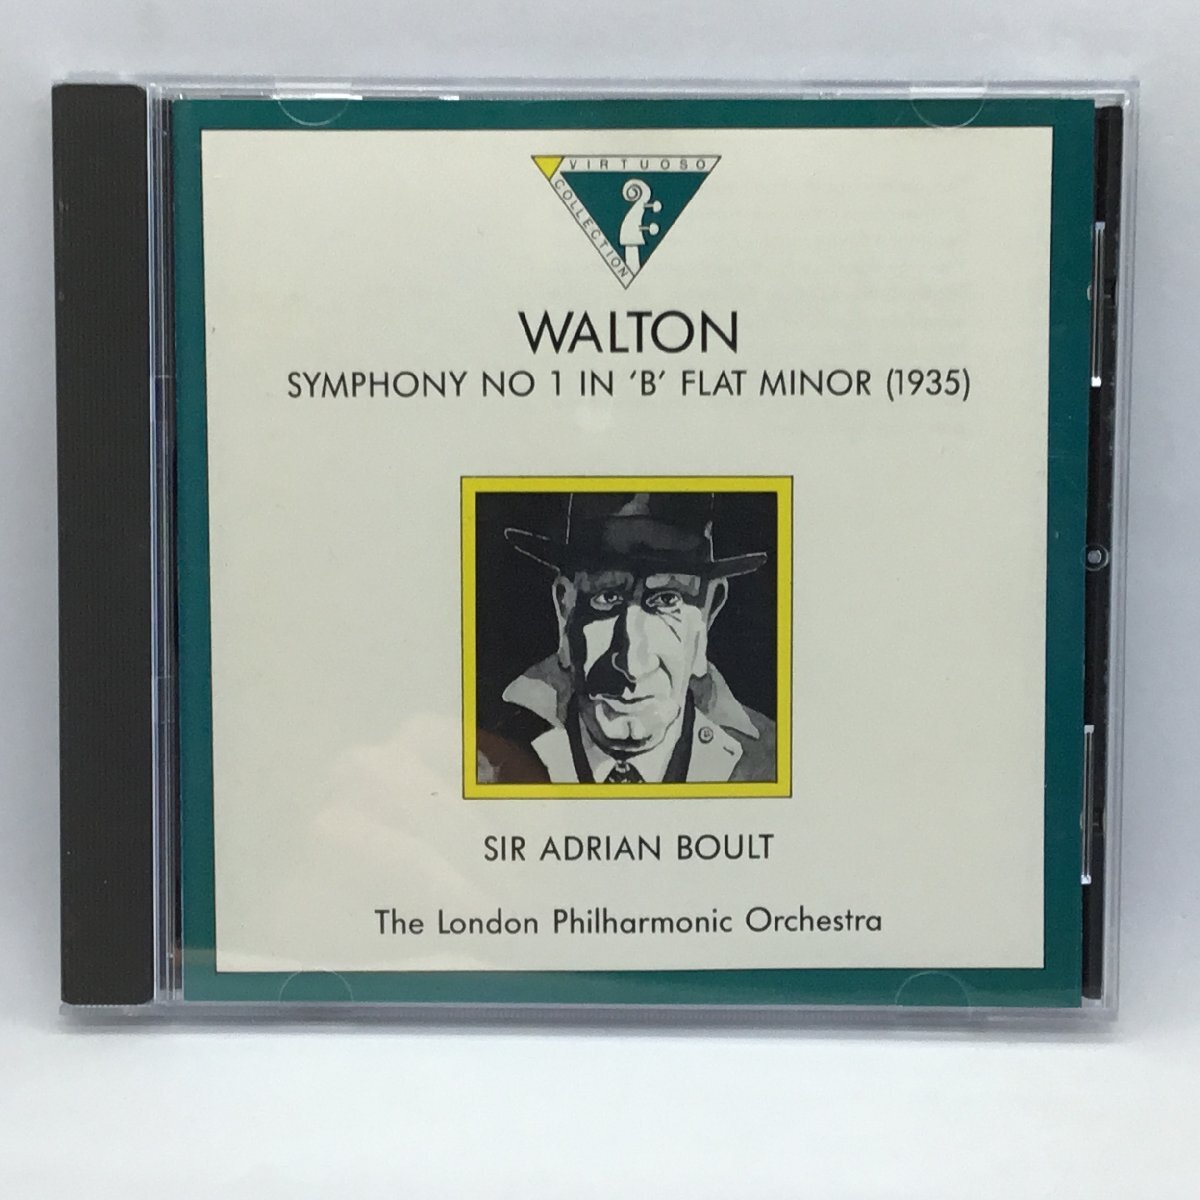 VIRTUOSO
COLLECTION
WALTON
SYMPHONY NO 1 IN ‘B’ FLAT MINOR (1935)
SIR ADRIAN BOULT
The London Philharmonic Orchestra